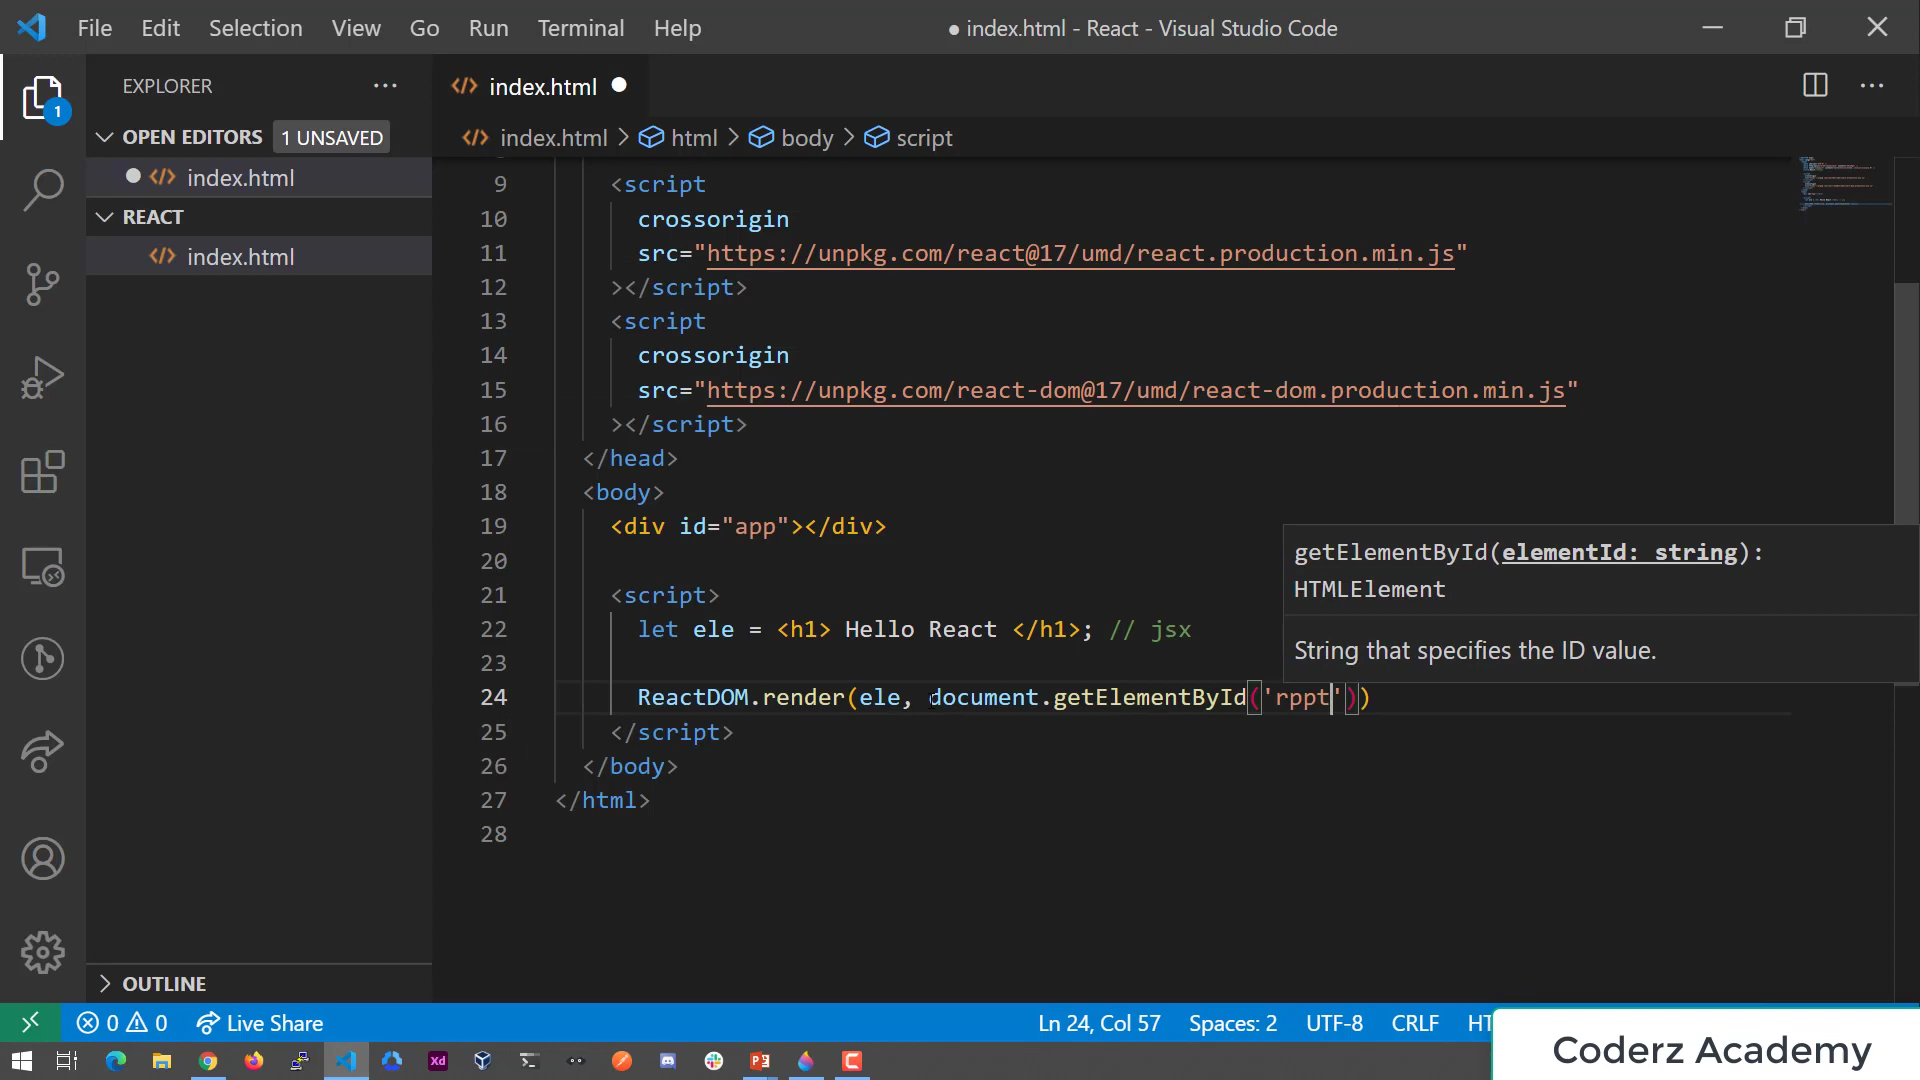 File Edit Selection View Go Run Terminal Help
● index.html - React - Visual Studio Code
EXPLORER
1
OPEN EDITORS 1 UNSAVED
index.html
REACT
index.html
OUTLINE
index.html
index.html > html > body > script
9 <script
10 crossorigin
11 src="https://unpkg.com/react@17/umd/react.production.min.js"
12 ></script>
13 <script
14 crossorigin
15 src="https://unpkg.com/react-dom@17/umd/react-dom.production.min.js"
16 ></script>
17 </head>
18 <body>
19 <div id="app"></div>
20
21 <script>
22 let ele = <h1> Hello React </h1>; // jsx
23
24 ReactDOM.render(ele, document.getElementById('rppt'))
25 </script>
26 </body>
27 </html>
28
getElementById(elementId: string):
HTMLElement
String that specifies the ID value.
0 0 Live Share
Ln 24, Col 57 Spaces: 2 UTF-8 CRLF
Xd
Coderz Academy